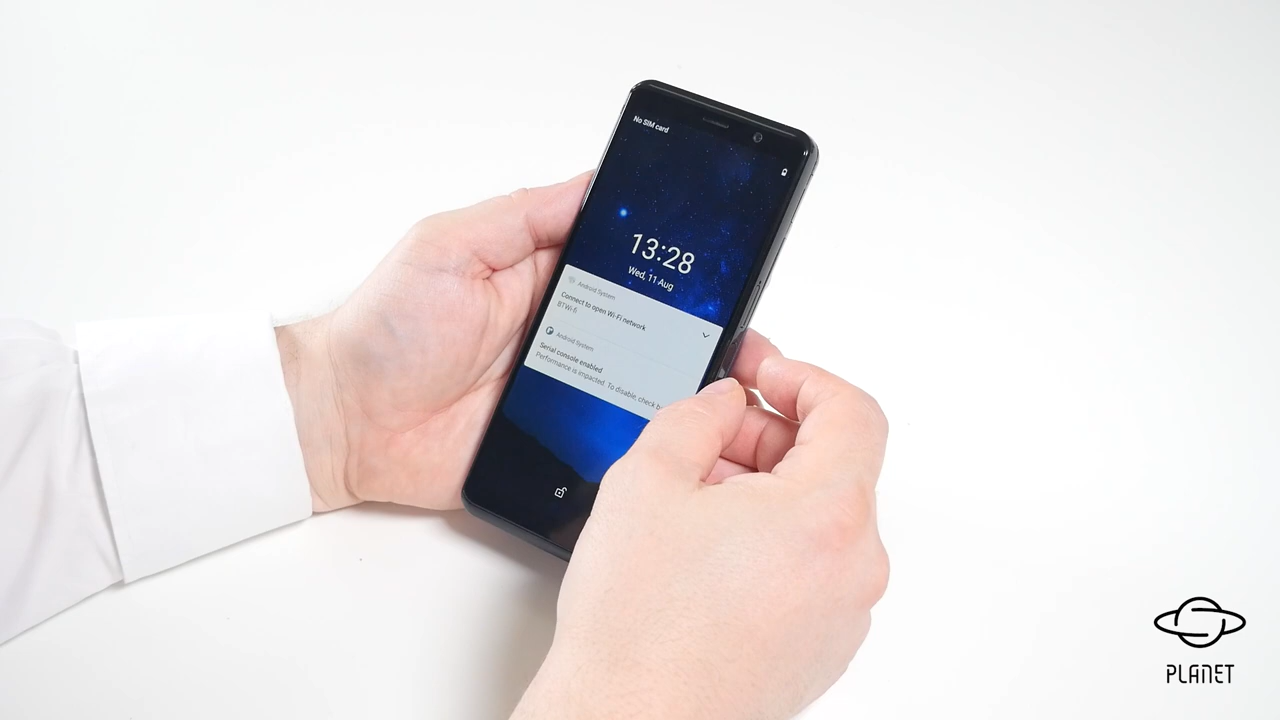 No SIM card
13:28
Wed, 11 Aug
Android System
Connect to open Wi-Fi network
BTWi-fi
Android System
Serial console enabled
Performance is impacted. To disable, check b
PLANET